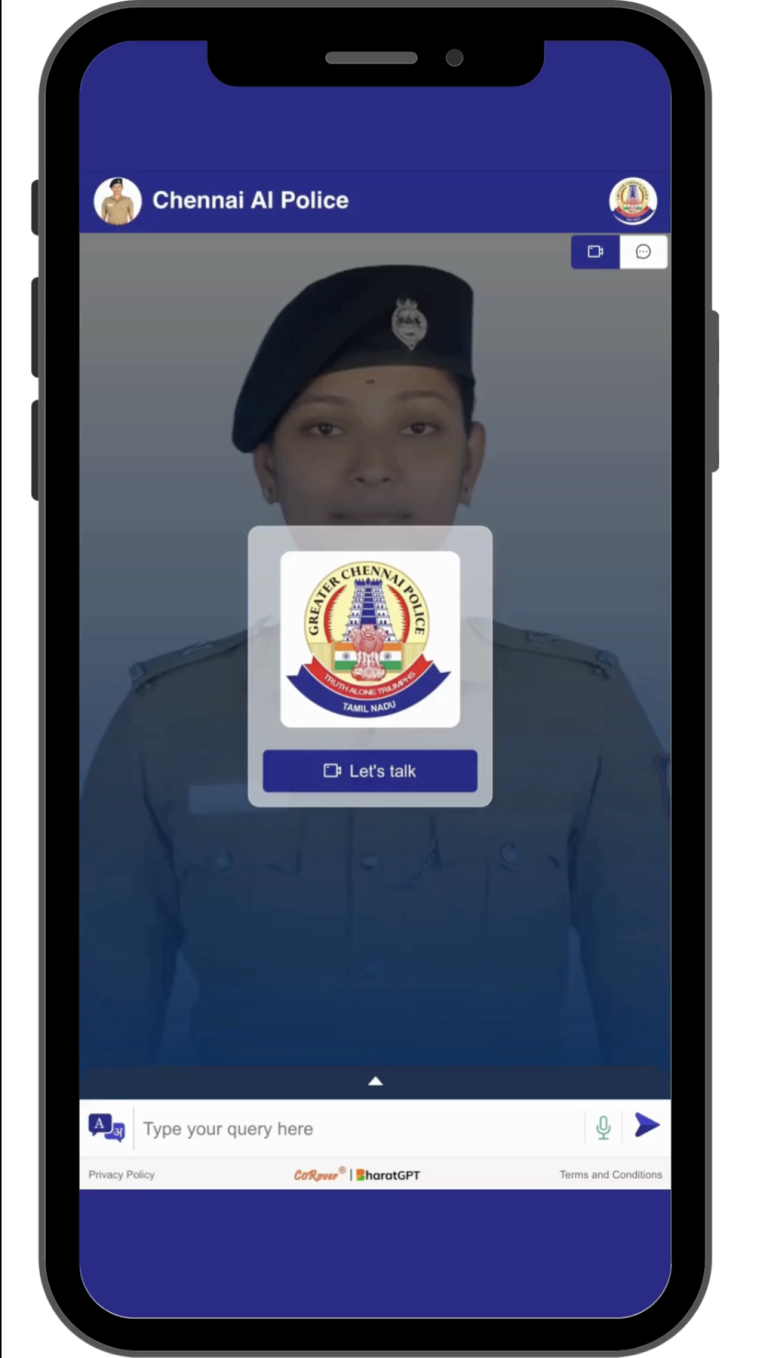 Chennai AI Police
GREATER CHENNAI POLICE
TRUTH ALONE TRIUMPHS
TAMIL NADU
Let's talk
A अ
Type your query here
Privacy Policy
CoRover® | BharatGPT
Terms and Conditions